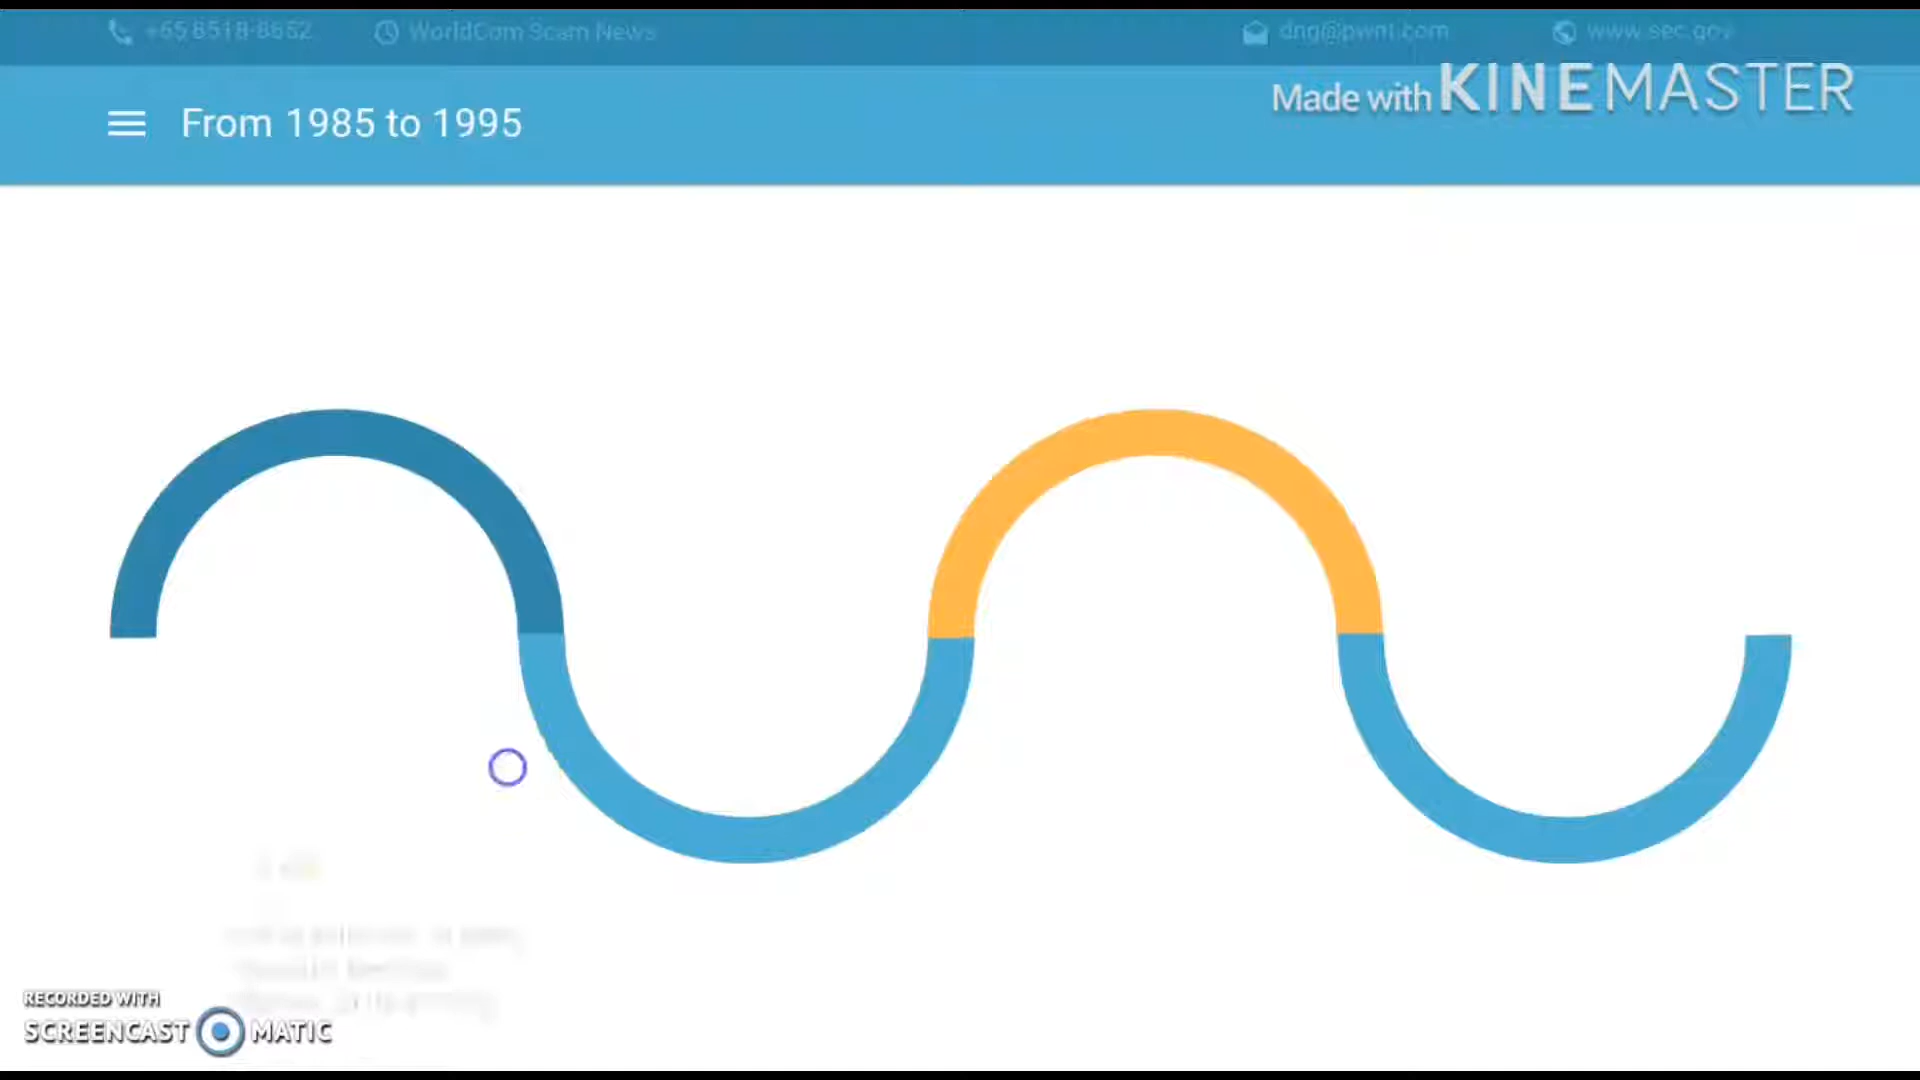 +65 8518-8652
WorldCom Scam News
dng@pwnt.com
www.sec.gov
From 1985 to 1995
Made with KINEMASTER
RECORDED WITH
SCREENCAST MATIC